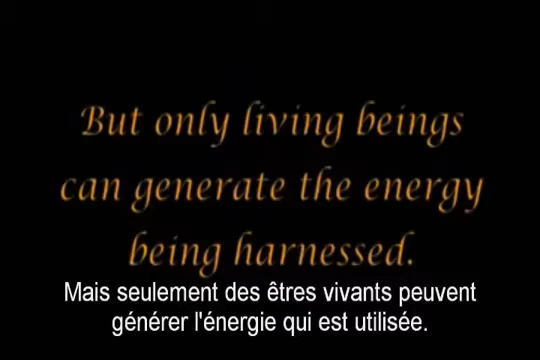 But only living beings
can generate the energy
being harnessed.
Mais seulement des êtres vivants peuvent
générer l'énergie qui est utilisée.